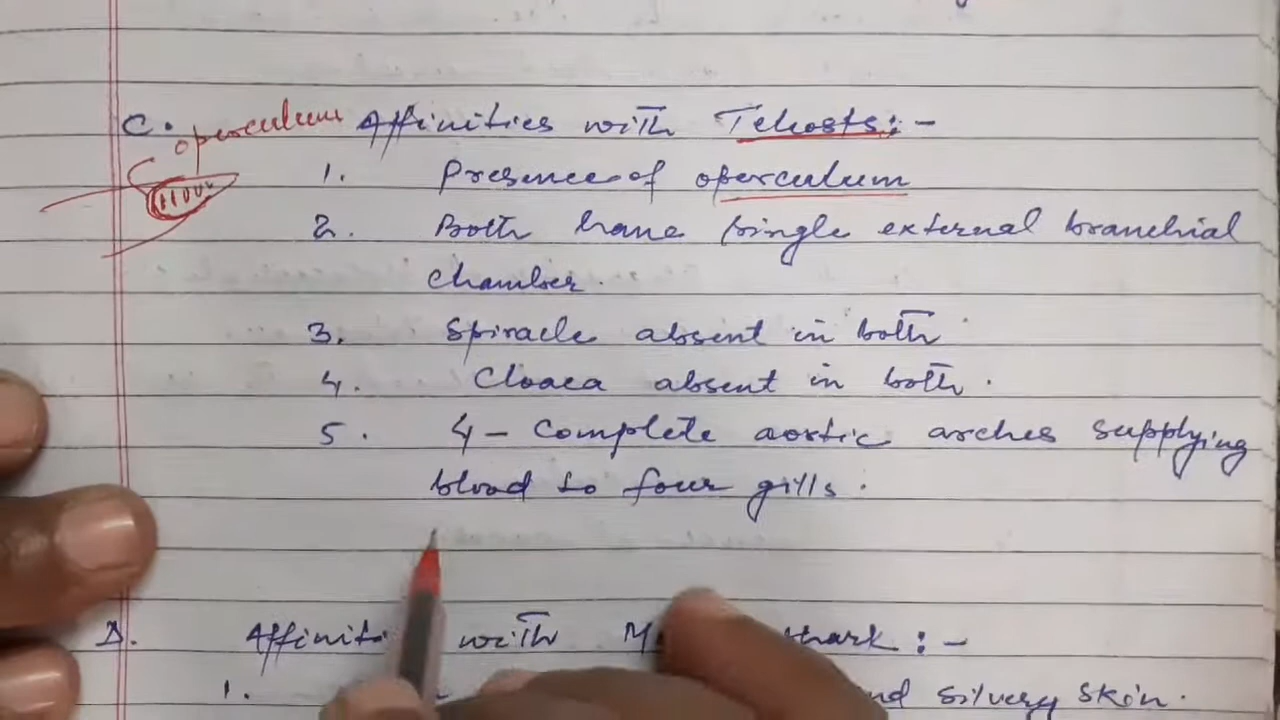 C. operculum Affinities with Teleosts:-
1. Presence of operculum
2. Both have single external branchial
chamber.
3. Spiracle absent in both.
4. Cloaca absent in both.
5. 4 - Complete aortic arches supplying
blood to four gills.
D. with shark :-
1. silvery skin.